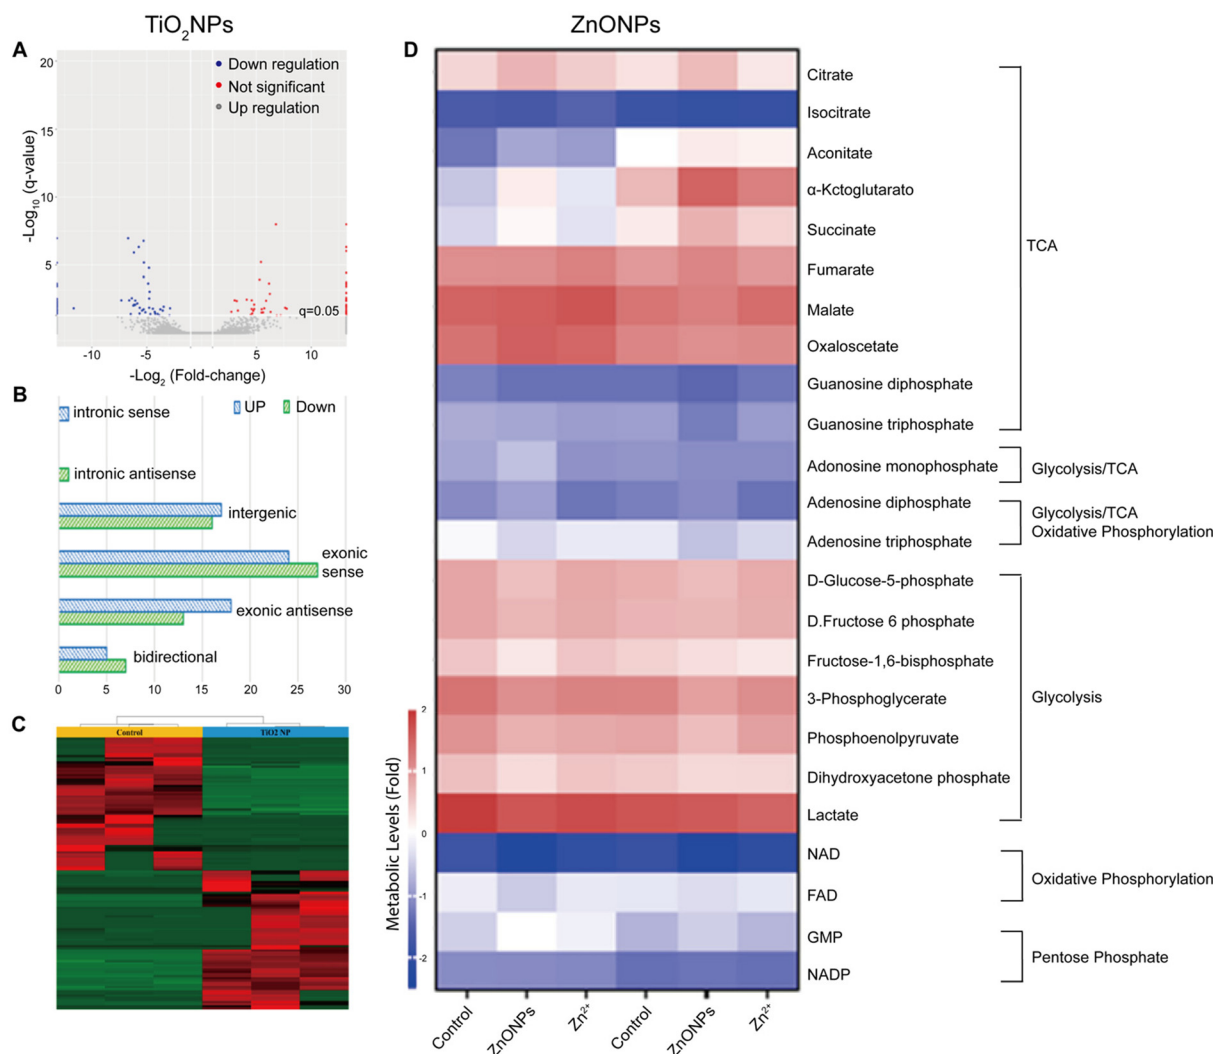 TiO2NPs
ZnONPs
A
Down regulation
Not significant
Up regulation
20
15
10
5
-Log10 (q-value)
q=0.05
-10
-5
5
10
-Log2 (Fold-change)
B
UP
Down
intronic sense
intronic antisense
intergenic
exonic
sense
exonic antisense
bidirectional
0
5
10
15
20
25
30
C
Control
TiO2 NP
D
Citrate
Isocitrate
Aconitate
α-Kctoglutarato
Succinate
Fumarate
Malate
Oxaloscetate
Guanosine diphosphate
Guanosine triphosphate
TCA
Adonosine monophosphate
Glycolysis/TCA
Adenosine diphosphate
Adenosine triphosphate
Glycolysis/TCA
Oxidative Phosphorylation
D-Glucose-5-phosphate
D.Fructose 6 phosphate
Fructose-1,6-bisphosphate
3-Phosphoglycerate
Phosphoenolpyruvate
Dihydroxyacetone phosphate
Lactate
Glycolysis
NAD
FAD
Oxidative Phosphorylation
GMP
NADP
Pentose Phosphate
Metabolic Levels (Fold)
2
1
0
-1
-2
Control
ZnONPs
Zn2+
Control
ZnONPs
Zn2+